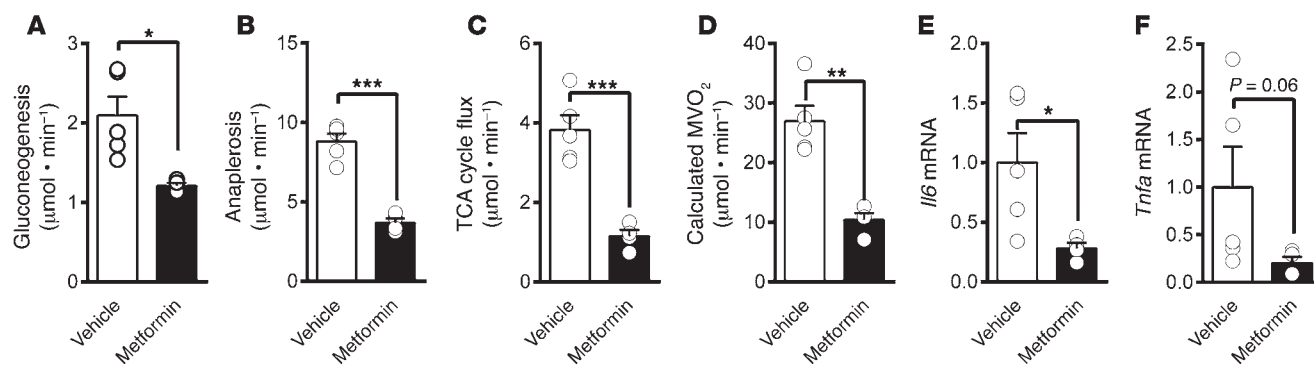 A
Gluconeogenesis
(μmol • min⁻¹)
3
2
1
0
*
Vehicle
Metformin
B
Anaplerosis
(μmol • min⁻¹)
15
10
5
0
***
Vehicle
Metformin
C
TCA cycle flux
(μmol • min⁻¹)
6
4
2
0
***
Vehicle
Metformin
D
Calculated MVO₂
(μmol • min⁻¹)
40
30
20
10
0
**
Vehicle
Metformin
E
Il6 mRNA
2.0
1.5
1.0
0.5
0.0
*
Vehicle
Metformin
F
Tnfa mRNA
2.5
2.0
1.5
1.0
0.5
0.0
P = 0.06
Vehicle
Metformin